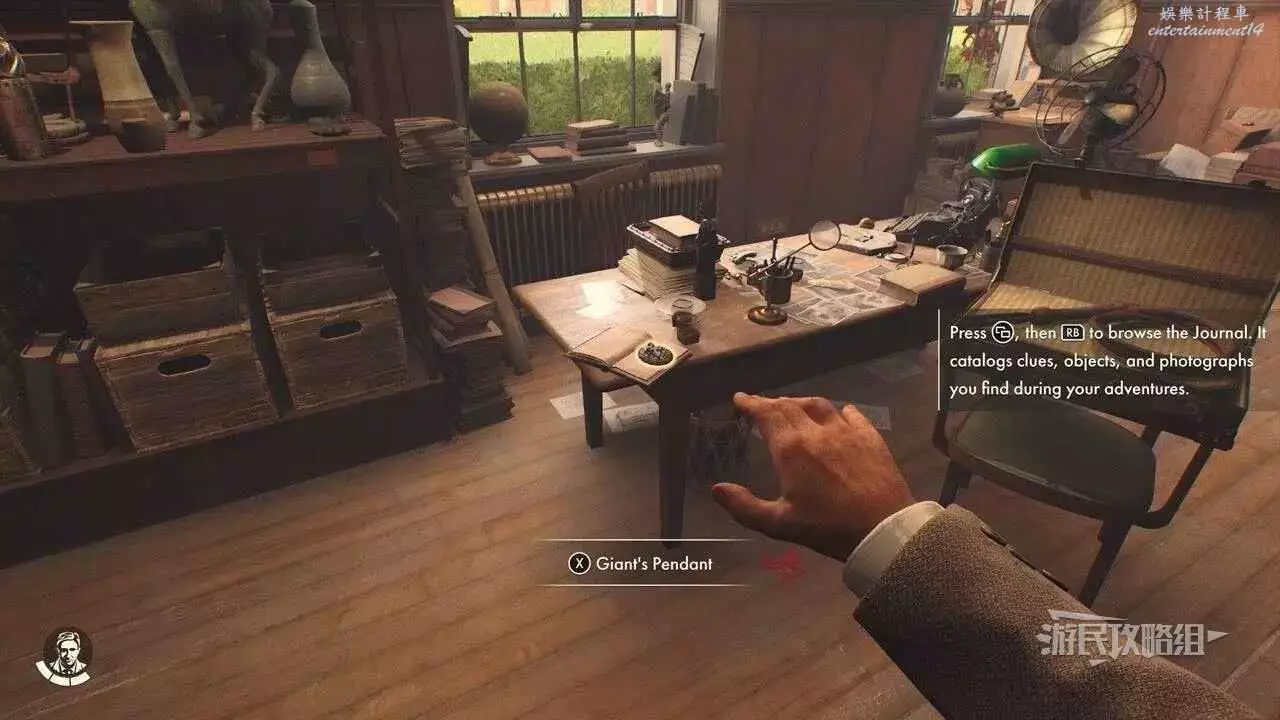 娛樂計程車
entertainment14
Press , then RB to browse the Journal. It
catalogs clues, objects, and photographs
you find during your adventures.
X Giant's Pendant
游民攻略组